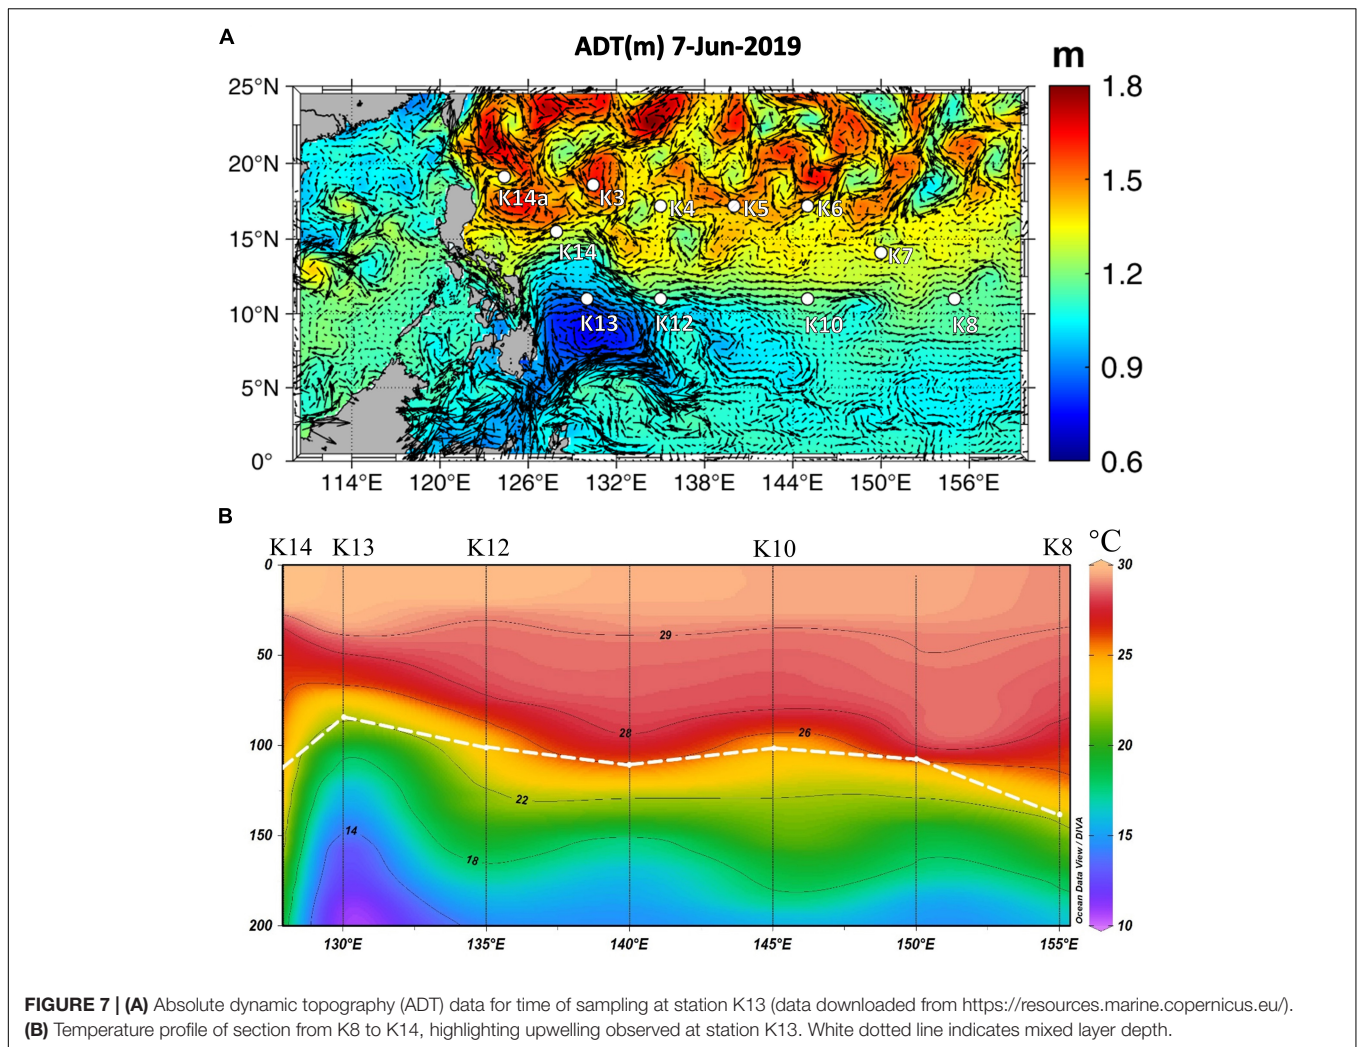 A
ADT(m) 7-Jun-2019
m
25°N
20°N
15°N
10°N
5°N
0°
K14a
K3
K4
K5
K6
K14
K7
K13
K12
K10
K8
1.8
1.5
1.2
0.9
0.6
114°E 120°E 126°E 132°E 138°E 144°E 150°E 156°E
B
K14 K13 K12 K10 K8 °C
0
50
100
150
200
29
28
26
22
18
14
30
25
20
15
10
Ocean Data View / DIVA
130°E 135°E 140°E 145°E 150°E 155°E
FIGURE 7 | (A) Absolute dynamic topography (ADT) data for time of sampling at station K13 (data downloaded from https://resources.marine.copernicus.eu/).
(B) Temperature profile of section from K8 to K14, highlighting upwelling observed at station K13. White dotted line indicates mixed layer depth.